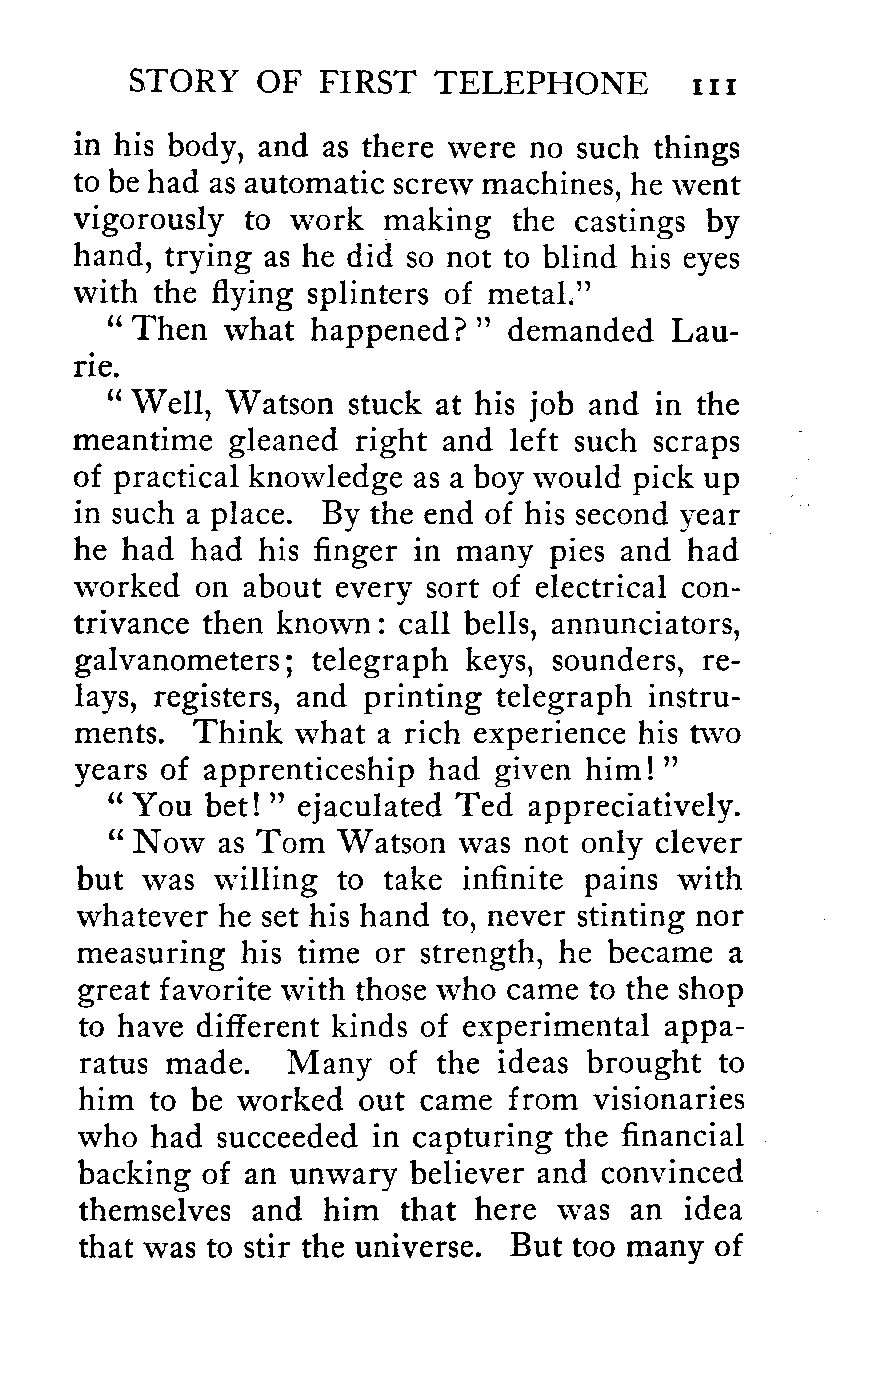 STORY OF FIRST TELEPHONE 111
in his body, and as there were no such things
to be had as automatic screw machines, he went
vigorously to work making the castings by
hand, trying as he did so not to blind his eyes
with the flying splinters of metal."
"Then what happened?" demanded Lau-
rie.
"Well, Watson stuck at his job and in the
meantime gleaned right and left such scraps
of practical knowledge as a boy would pick up
in such a place. By the end of his second year
he had had his finger in many pies and had
worked on about every sort of electrical con-
trivance then known: call bells, annunciators,
galvanometers; telegraph keys, sounders, re-
lays, registers, and printing telegraph instru-
ments. Think what a rich experience his two
years of apprenticeship had given him!"
"You bet!" ejaculated Ted appreciatively.
"Now as Tom Watson was not only clever
but was willing to take infinite pains with
whatever he set his hand to, never stinting nor
measuring his time or strength, he became a
great favorite with those who came to the shop
to have different kinds of experimental appa-
ratus made. Many of the ideas brought to
him to be worked out came from visionaries
who had succeeded in capturing the financial
backing of an unwary believer and convinced
themselves and him that here was an idea
that was to stir the universe. But too many of